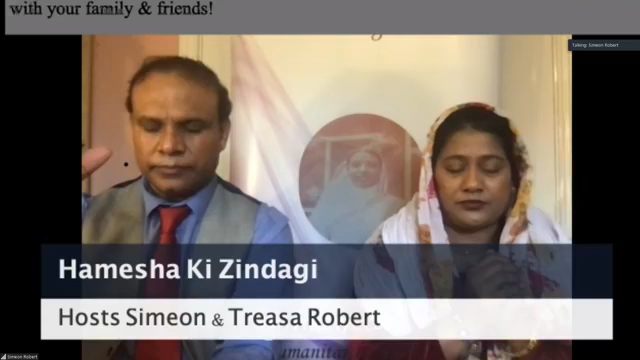 with your family & friends!
Talking: Simeon Robert
Hamesha Ki Zindagi
Hosts Simeon & Treasa Robert
Simeon Robert